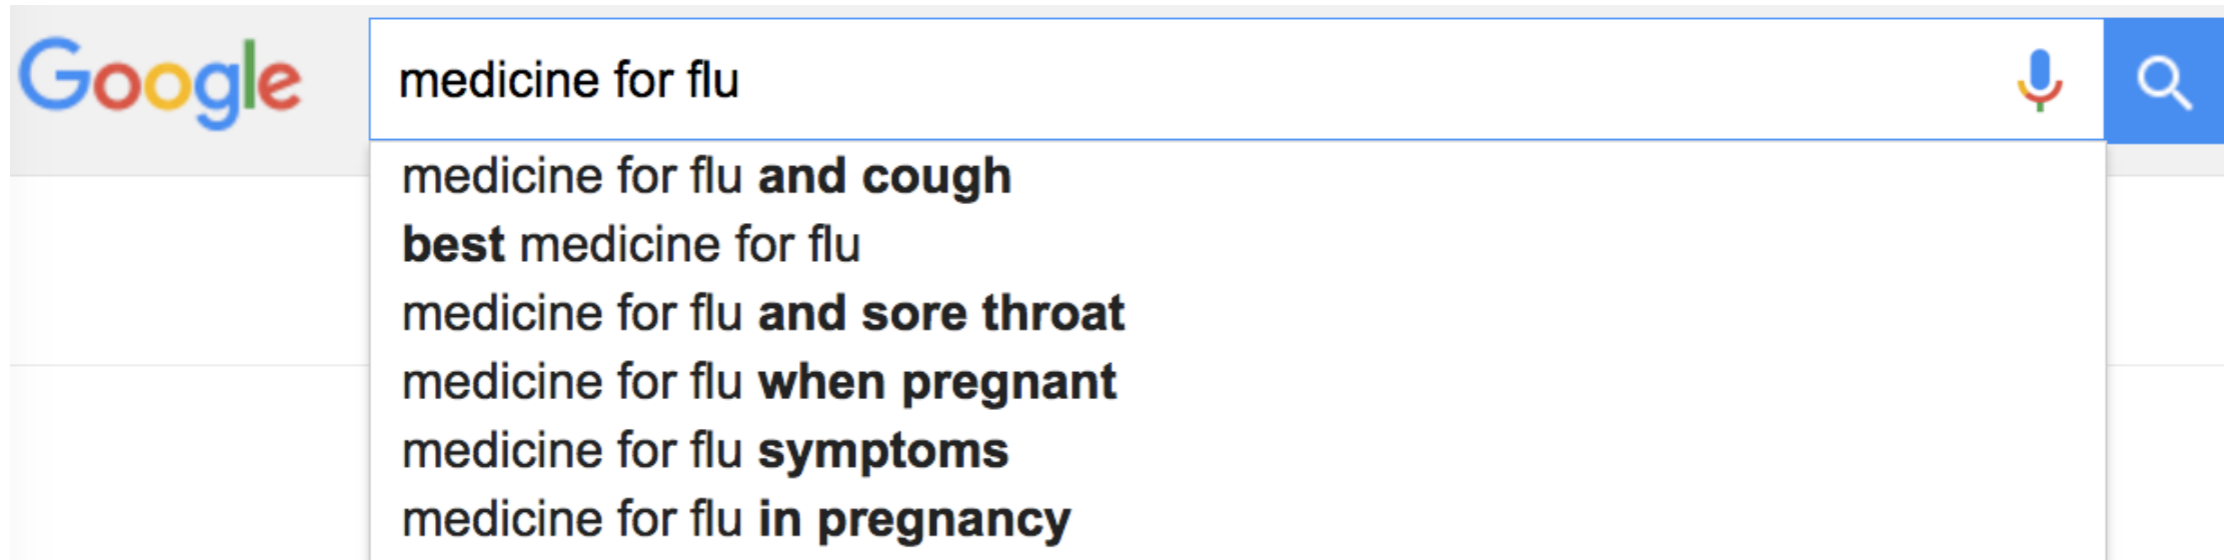 Google
medicine for flu
medicine for flu and cough
best medicine for flu
medicine for flu and sore throat
medicine for flu when pregnant
medicine for flu symptoms
medicine for flu in pregnancy